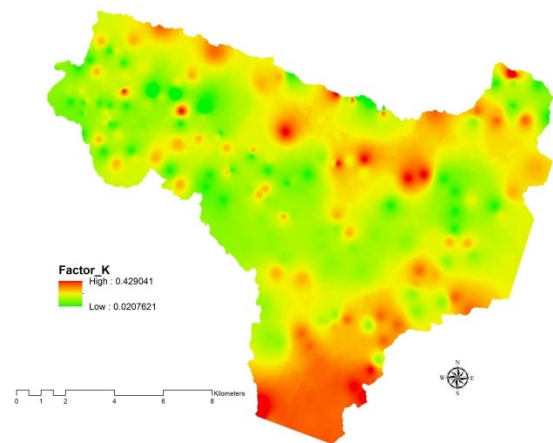 Factor_K
High : 0.429041
Low : 0.0207621
N
W E
S
Kilometers
0 1 2 4 6 8